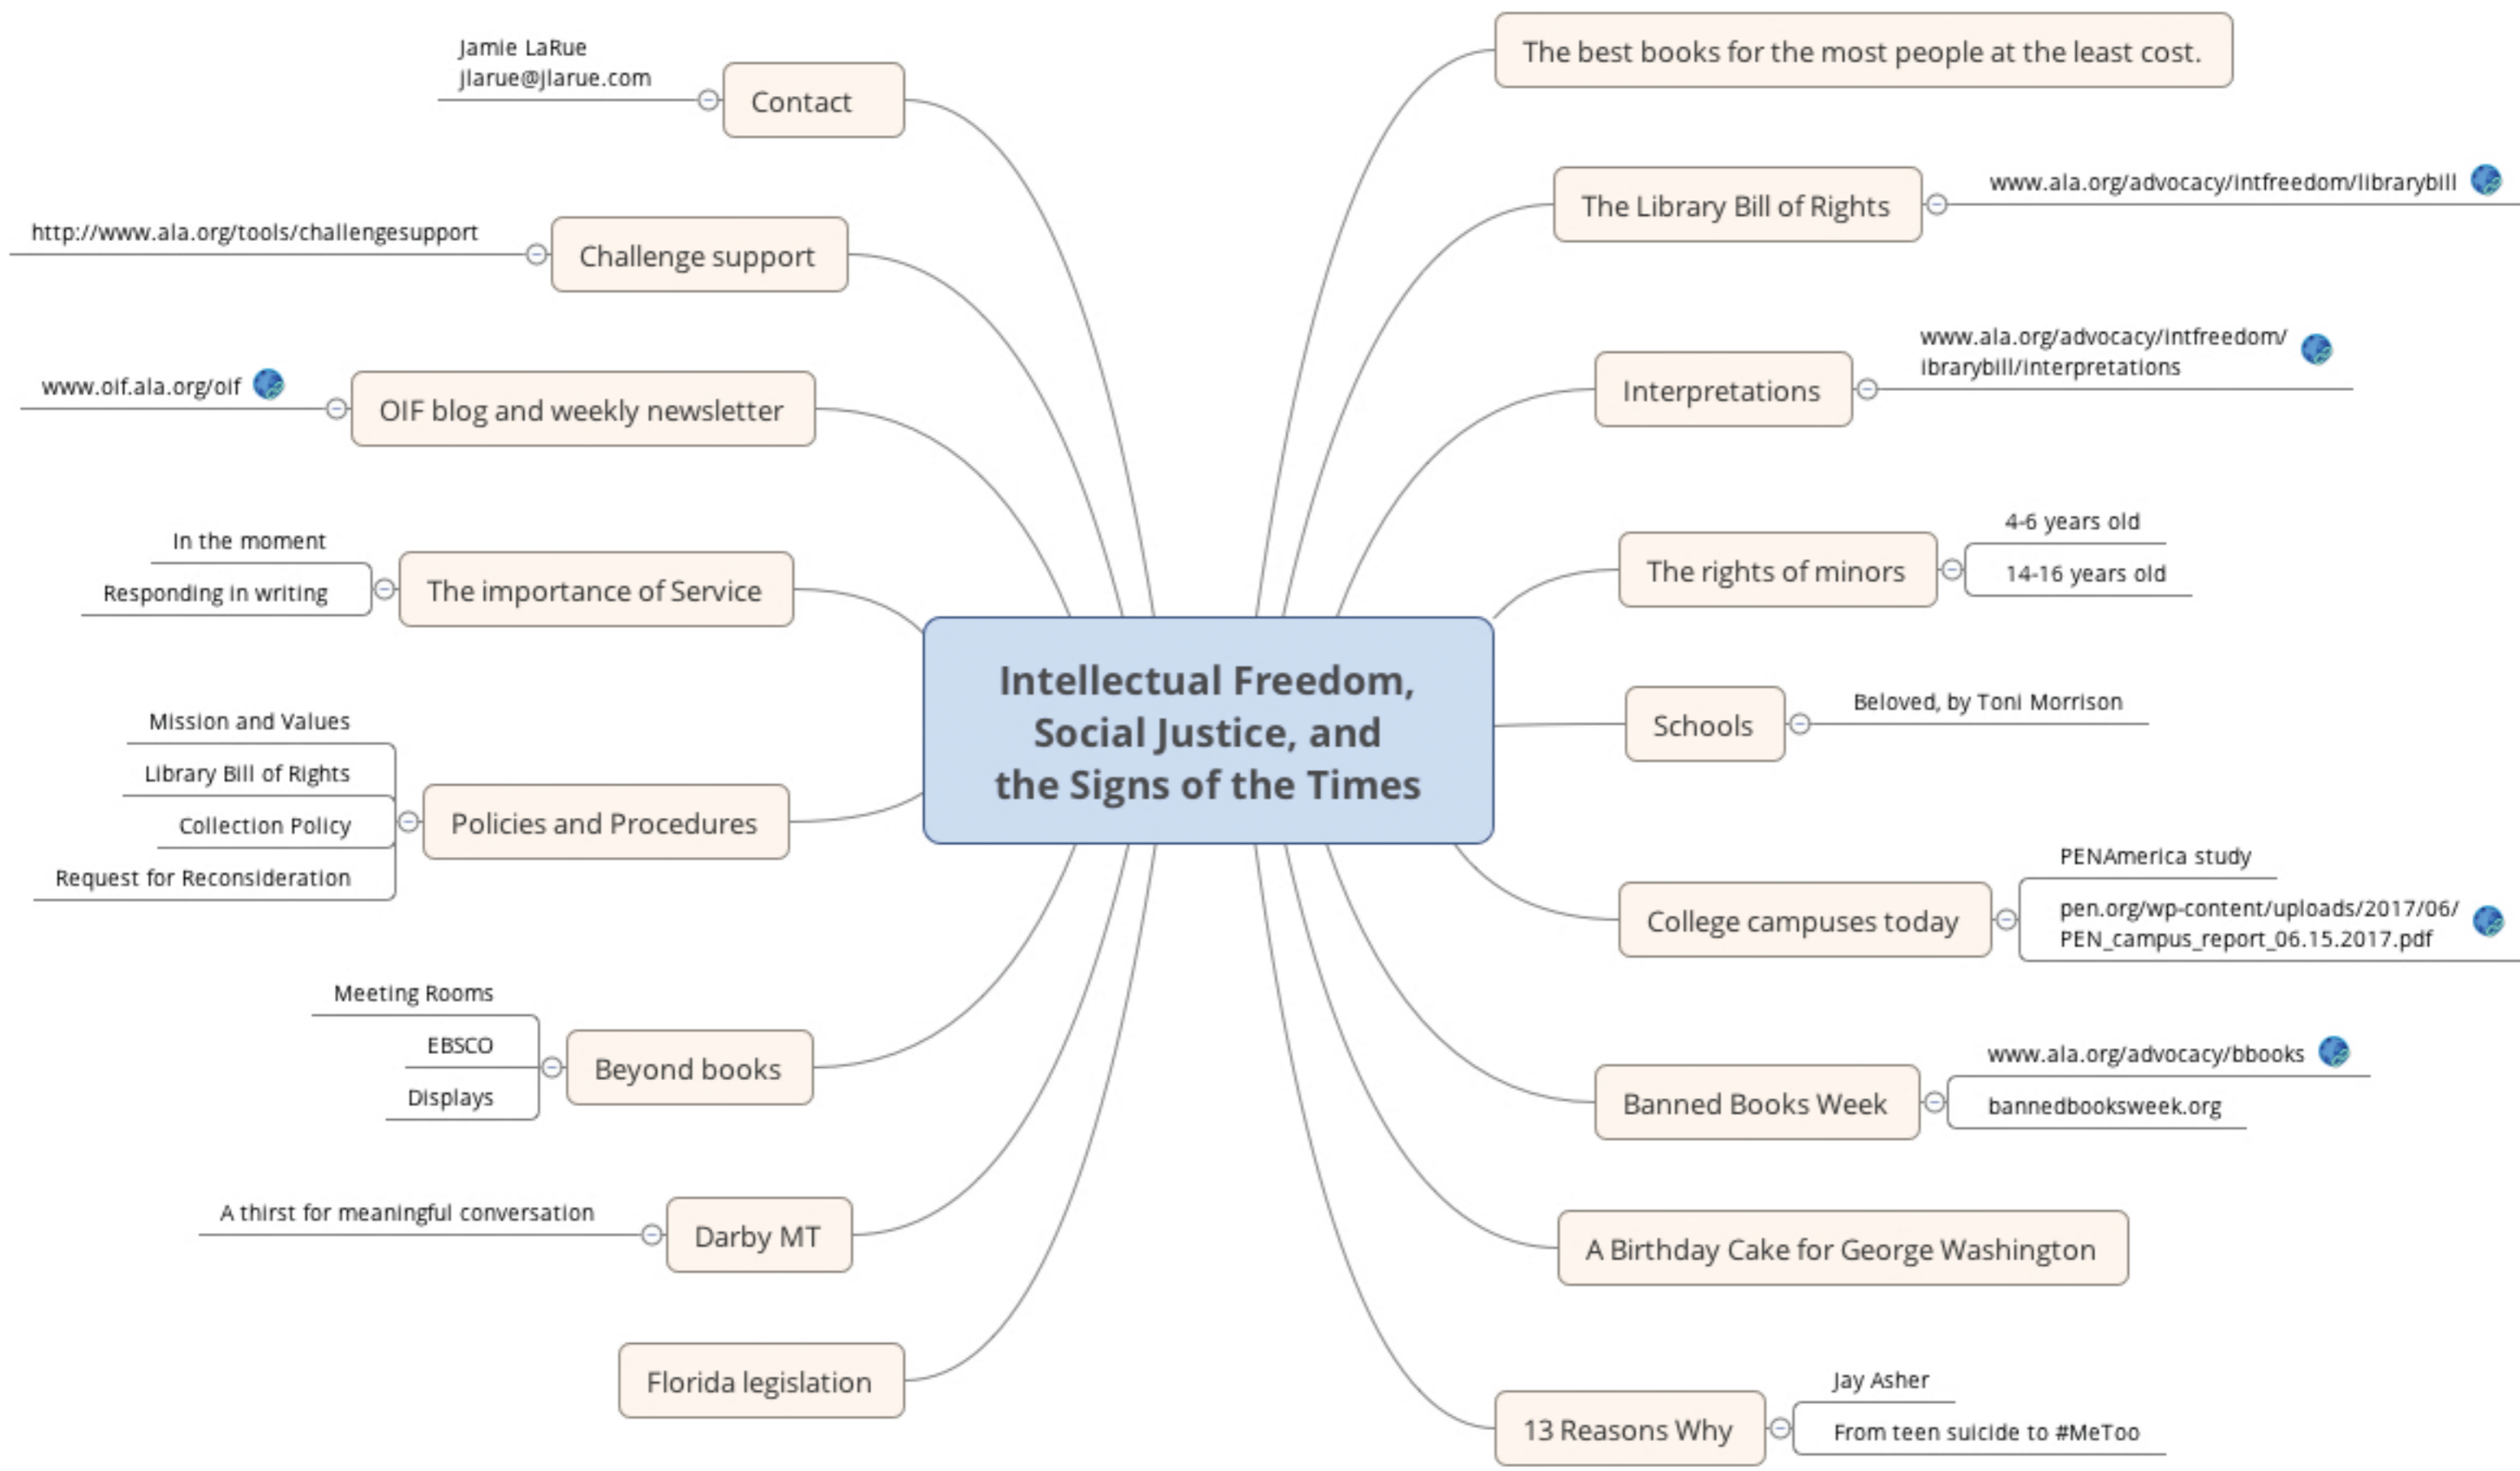 Intellectual Freedom,
Social Justice, and
the Signs of the Times
The best books for the most people at the least cost.
The Library Bill of Rights
www.ala.org/advocacy/intfreedom/librarybill
Interpretations
www.ala.org/advocacy/intfreedom/
ibrarybill/interpretations
The rights of minors
4-6 years old
14-16 years old
Schools
Beloved, by Toni Morrison
College campuses today
PENAmerica study
pen.org/wp-content/uploads/2017/06/
PEN_campus_report_06.15.2017.pdf
Banned Books Week
www.ala.org/advocacy/bbooks
bannedbooksweek.org
A Birthday Cake for George Washington
13 Reasons Why
Jay Asher
From teen suicide to #MeToo
Contact
Jamie LaRue
jlarue@jlarue.com
Challenge support
http://www.ala.org/tools/challengesupport
OIF blog and weekly newsletter
www.oif.ala.org/oif
The importance of Service
In the moment
Responding in writing
Policies and Procedures
Mission and Values
Library Bill of Rights
Collection Policy
Request for Reconsideration
Beyond books
Meeting Rooms
EBSCO
Displays
Darby MT
A thirst for meaningful conversation
Florida legislation